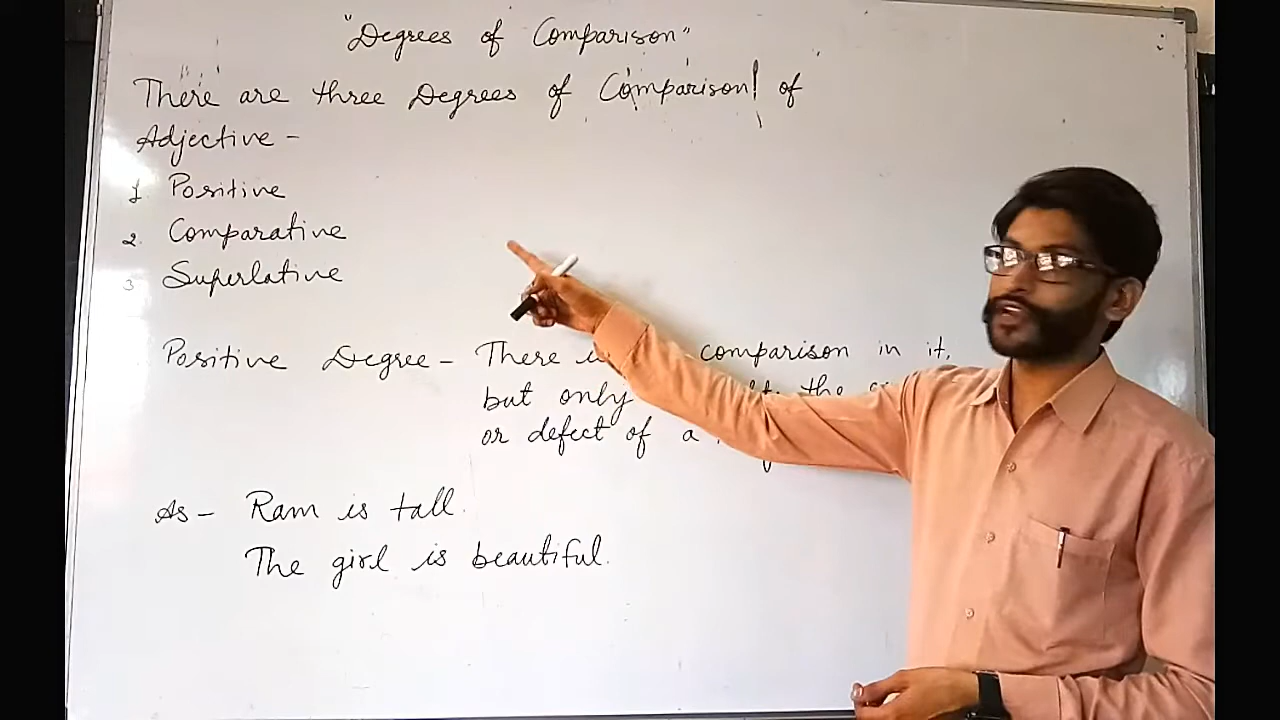 "Degrees of Comparison"
There are three Degrees of Comparison of
Adjective -
1. Positive
2. Comparative
3 Superlative
Positive Degree - There comparison in it,
but only the
or defect of a
As - Ram is tall.
The girl is beautiful.